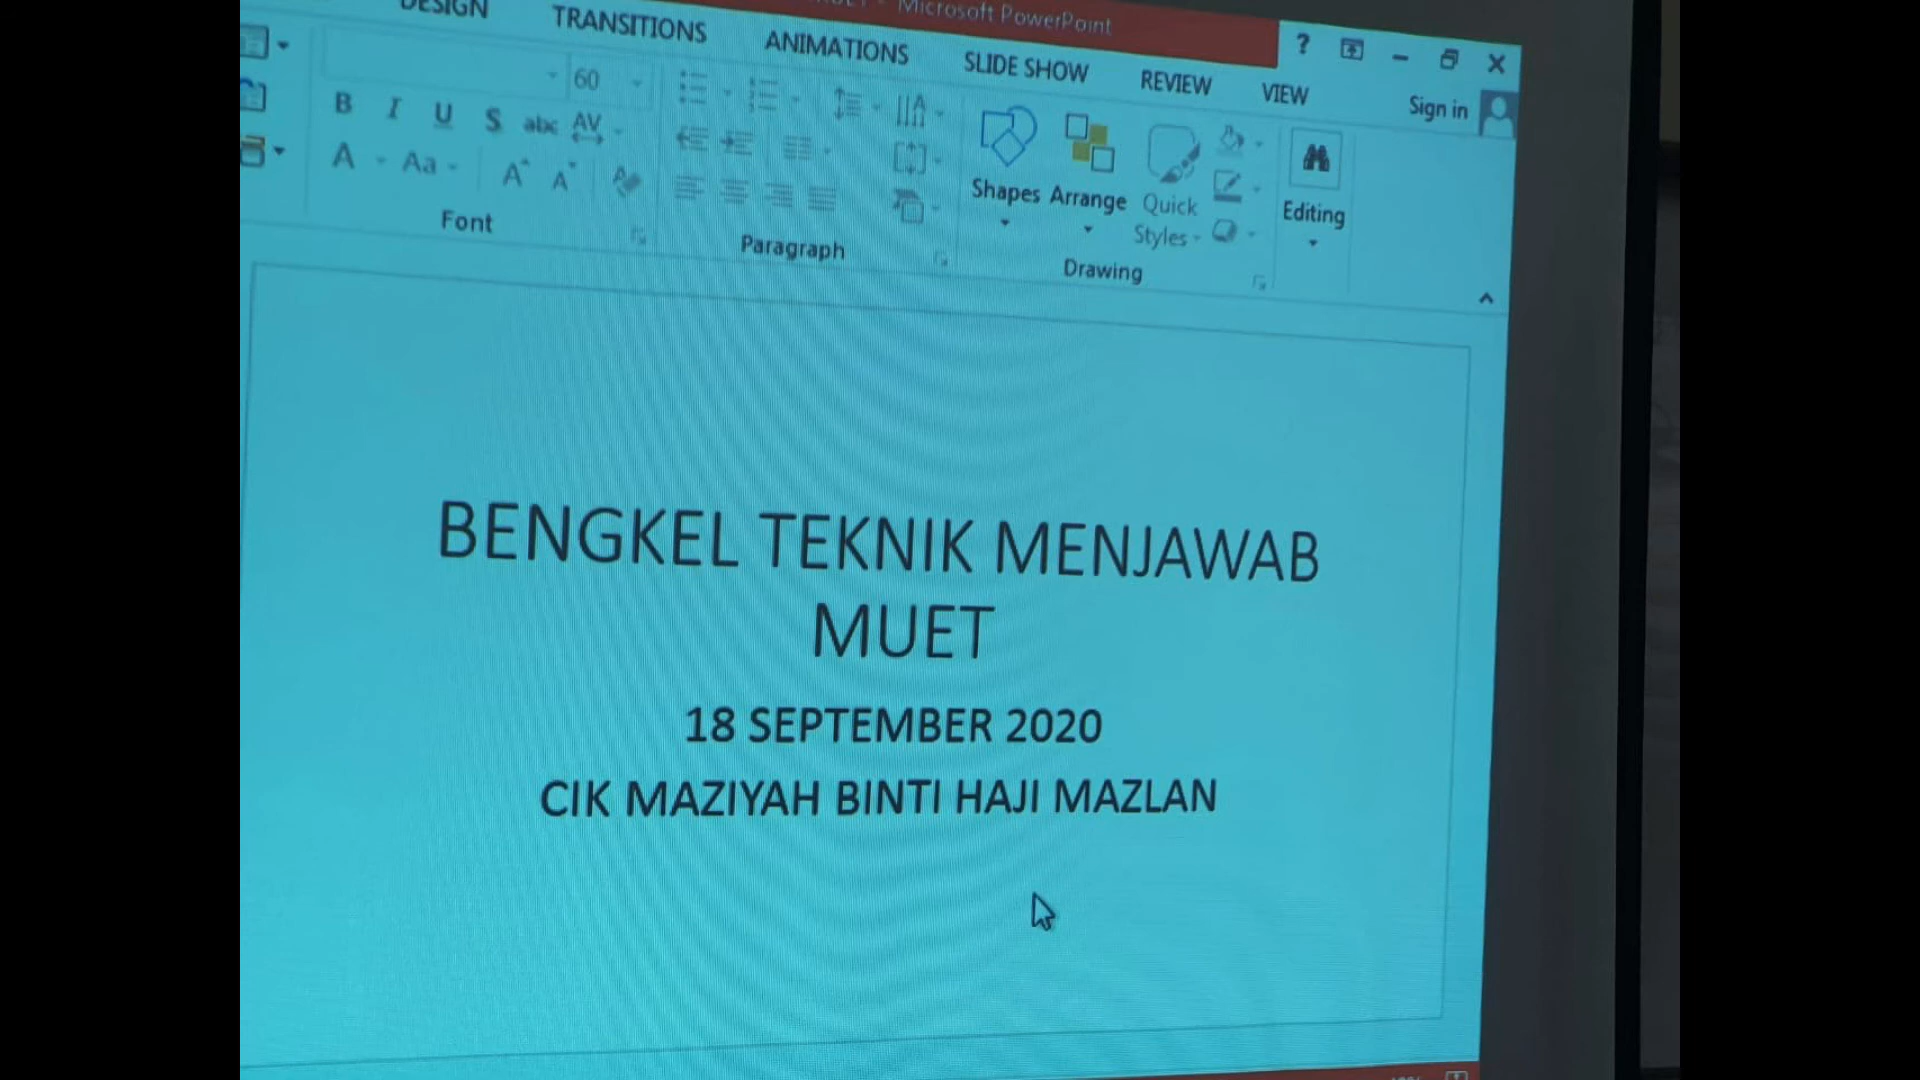 DESIGN TRANSITIONS ANIMATIONS SLIDE SHOW REVIEW VIEW
Microsoft PowerPoint
?
Sign in
60
B I U S abc AV
A Aa A A
Shapes Arrange Quick Styles Editing
Font Paragraph Drawing
BENGKEL TEKNIK MENJAWAB
MUET
18 SEPTEMBER 2020
CIK MAZIYAH BINTI HAJI MAZLAN